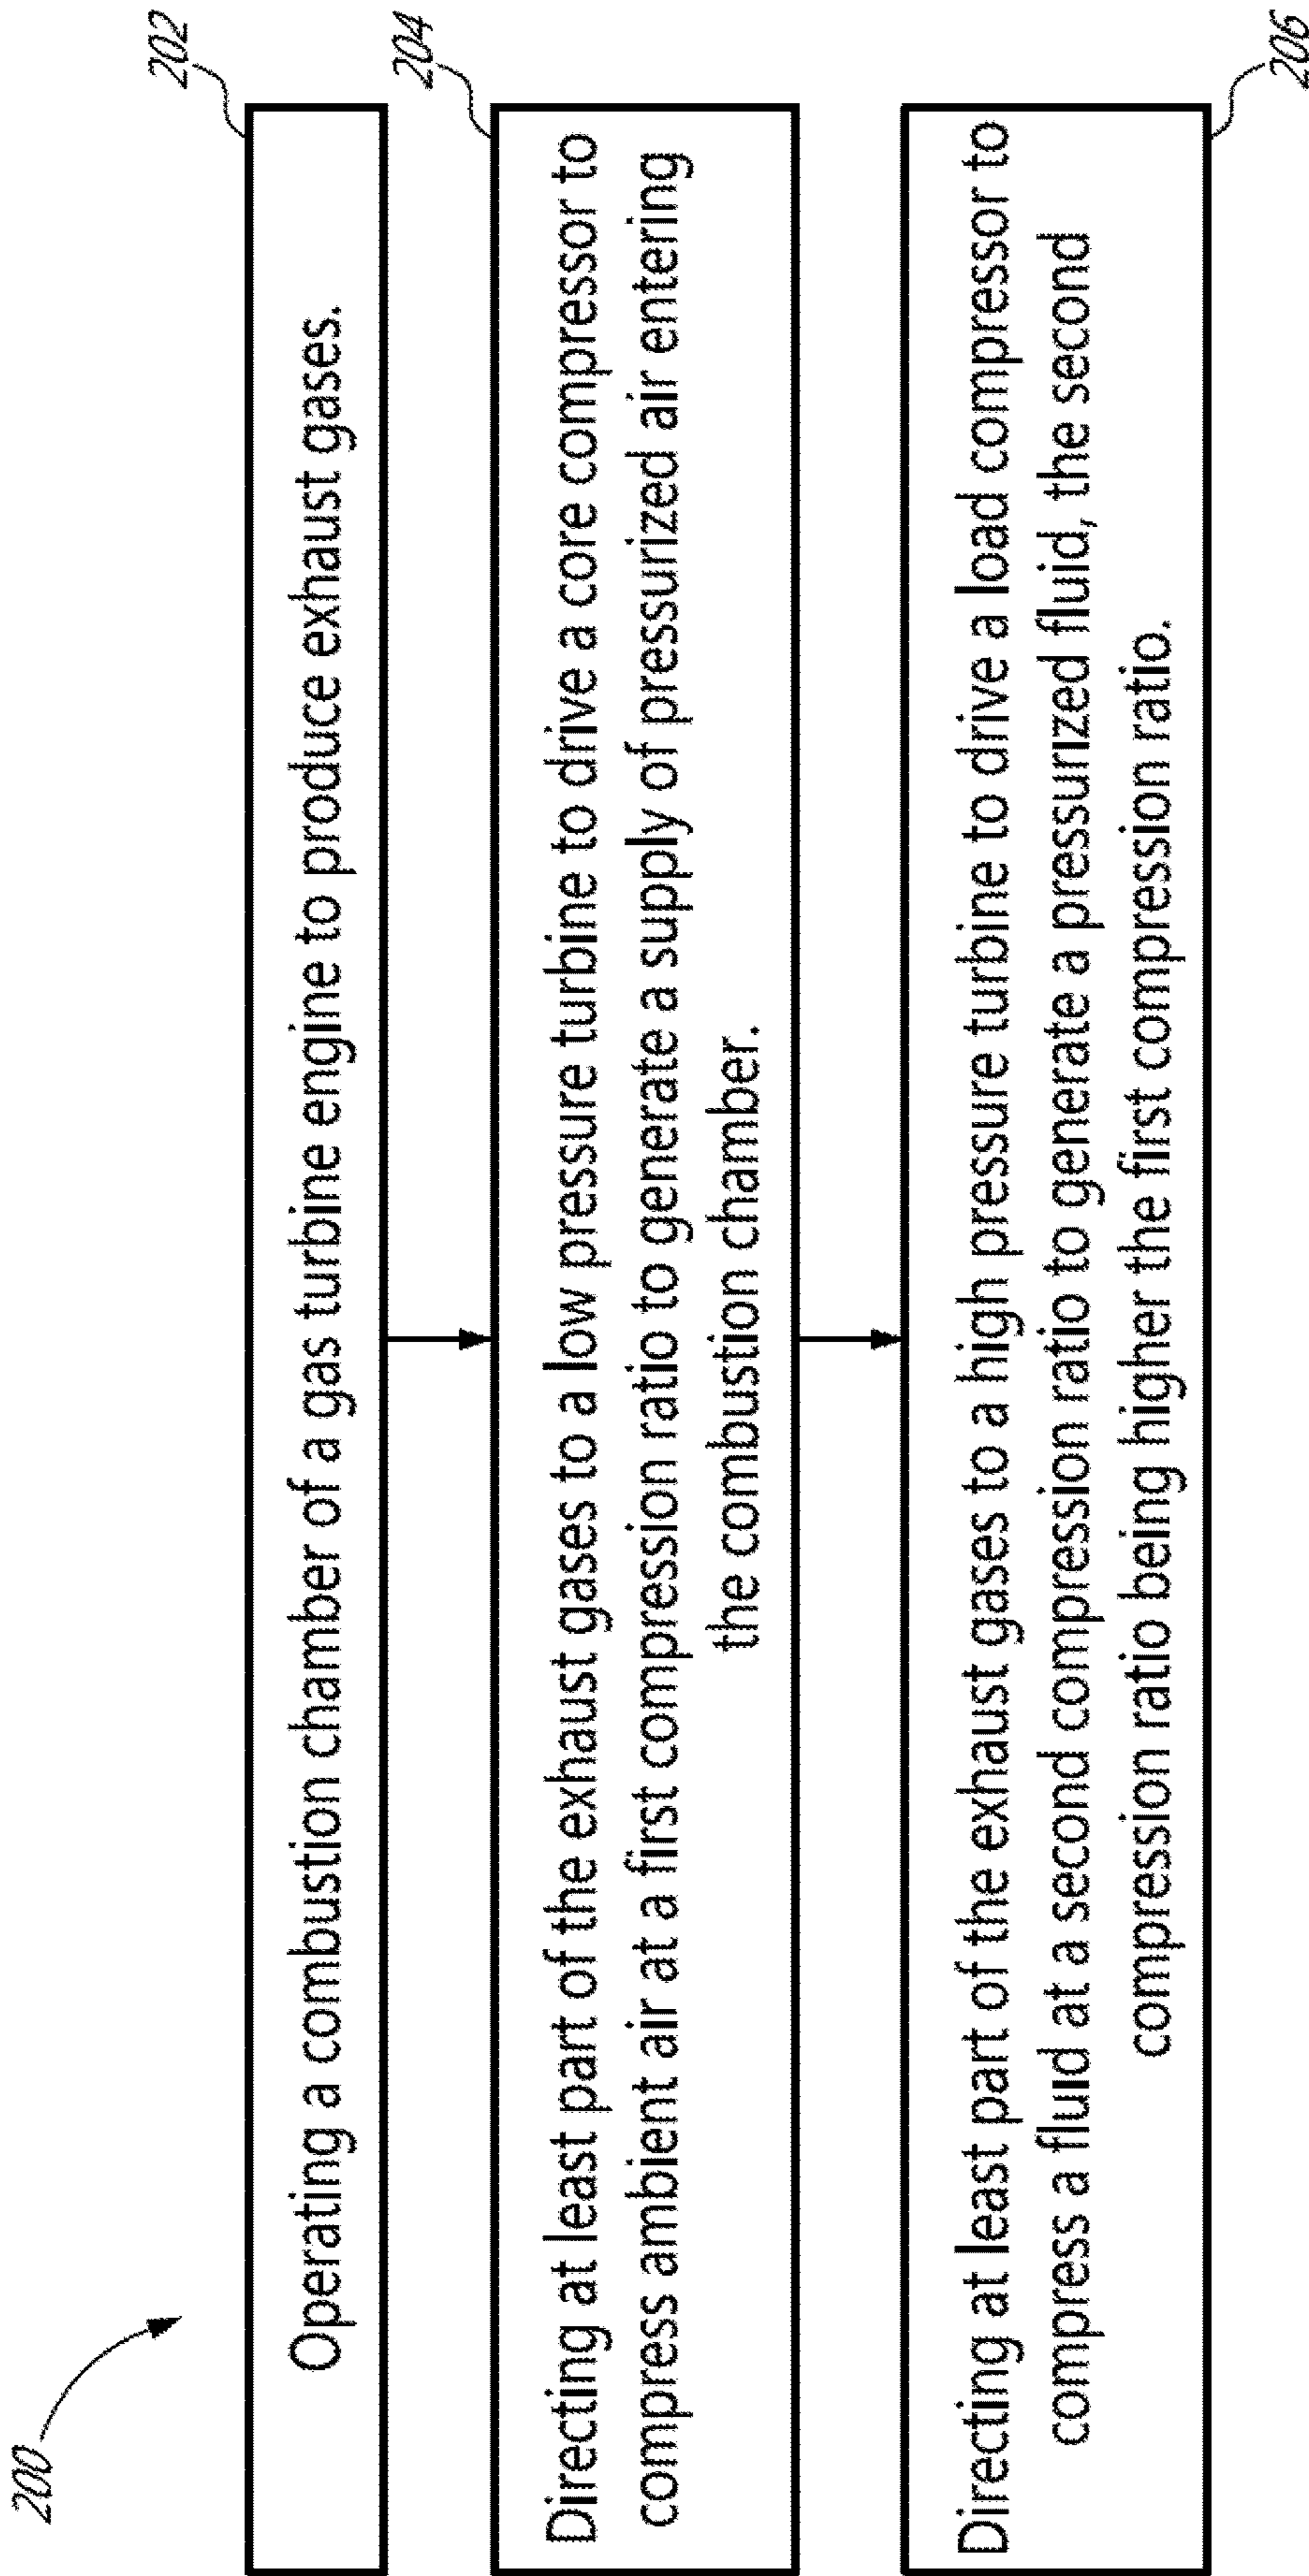 200
202
Operating a combustion chamber of a gas turbine engine to produce exhaust gases.
204
Directing at least part of the exhaust gases to a low pressure turbine to drive a core compressor to
compress ambient air at a first compression ratio to generate a supply of pressurized air entering
the combustion chamber.
Directing at least part of the exhaust gases to a high pressure turbine to drive a load compressor to
compress a fluid at a second compression ratio to generate a pressurized fluid, the second
compression ratio being higher the first compression ratio.
206